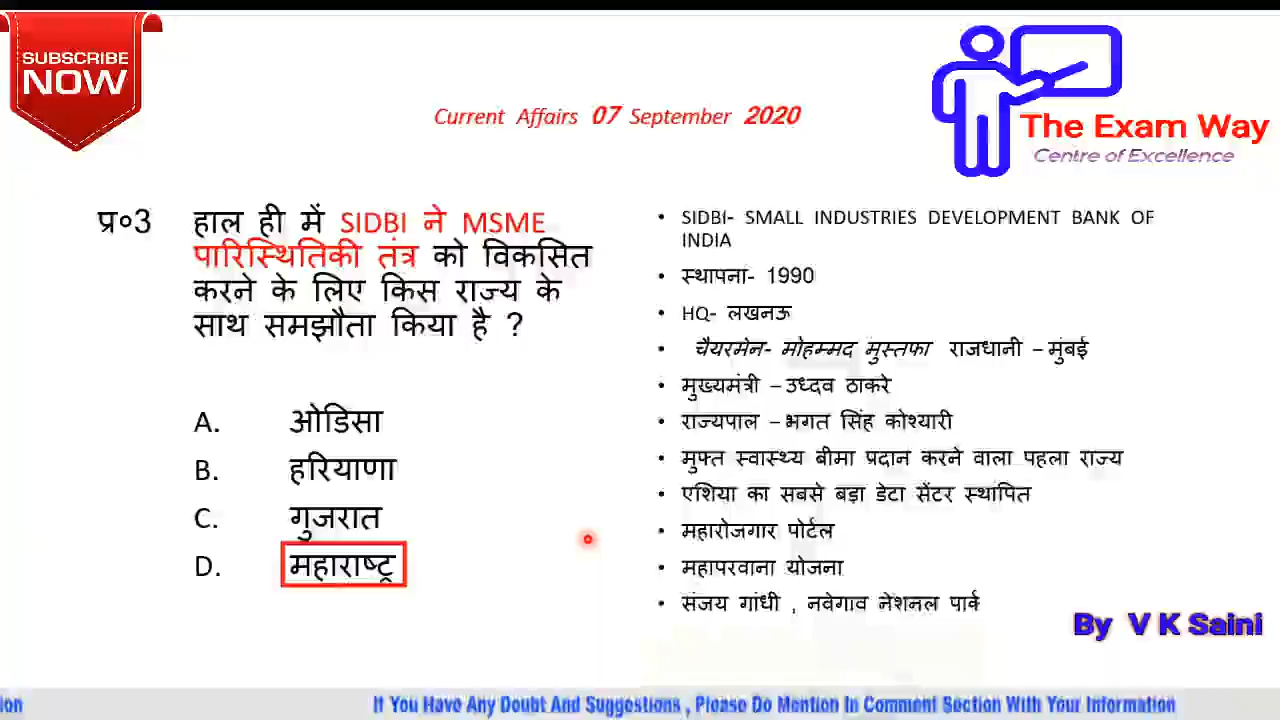 SUBSCRIBE
NOW
Current Affairs 07 September 2020
The Exam Way
Centre of Excellence
प्र०3 हाल ही में SIDBI ने MSME
पारिस्थितिकी तंत्र को विकसित
करने के लिए किस राज्य के
साथ समझौता किया है ?
A. ओडिसा
B. हरियाणा
C. गुजरात
D. महाराष्ट्र
• SIDBI- SMALL INDUSTRIES DEVELOPMENT BANK OF
INDIA
• स्थापना- 1990
• HQ- लखनऊ
• चैयरमेन- मोहम्मद मुस्तफा राजधानी – मुंबई
• मुख्यमंत्री – उध्दव ठाकरे
• राज्यपाल – भगत सिंह कोश्यारी
• मुफ्त स्वास्थ्य बीमा प्रदान करने वाला पहला राज्य
• एशिया का सबसे बड़ा डेटा सेंटर स्थापित
• महारोजगार पोर्टल
• महापरवाना योजना
• संजय गांधी , नवेगाव नेशनल पार्क
By V K Saini
ion If You Have Any Doubt And Suggestions , Please Do Mention In Comment Section With Your Information